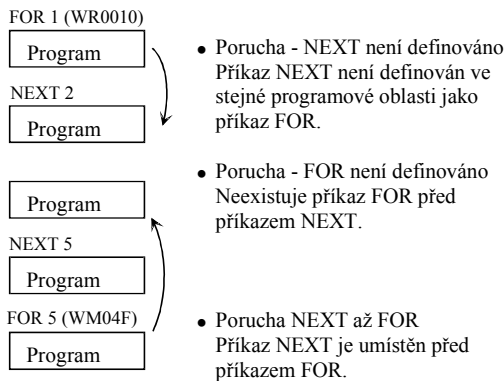 FOR 1 (WR0010)
Program
NEXT 2
Program
Program
NEXT 5
Program
FOR 5 (WM04F)
Program
• Porucha - NEXT není definováno
Příkaz NEXT není definován ve
stejné programové oblasti jako
příkaz FOR.
• Porucha - FOR není definováno
Neexistuje příkaz FOR před
příkazem NEXT.
• Porucha NEXT až FOR
Příkaz NEXT je umístěn před
příkazem FOR.